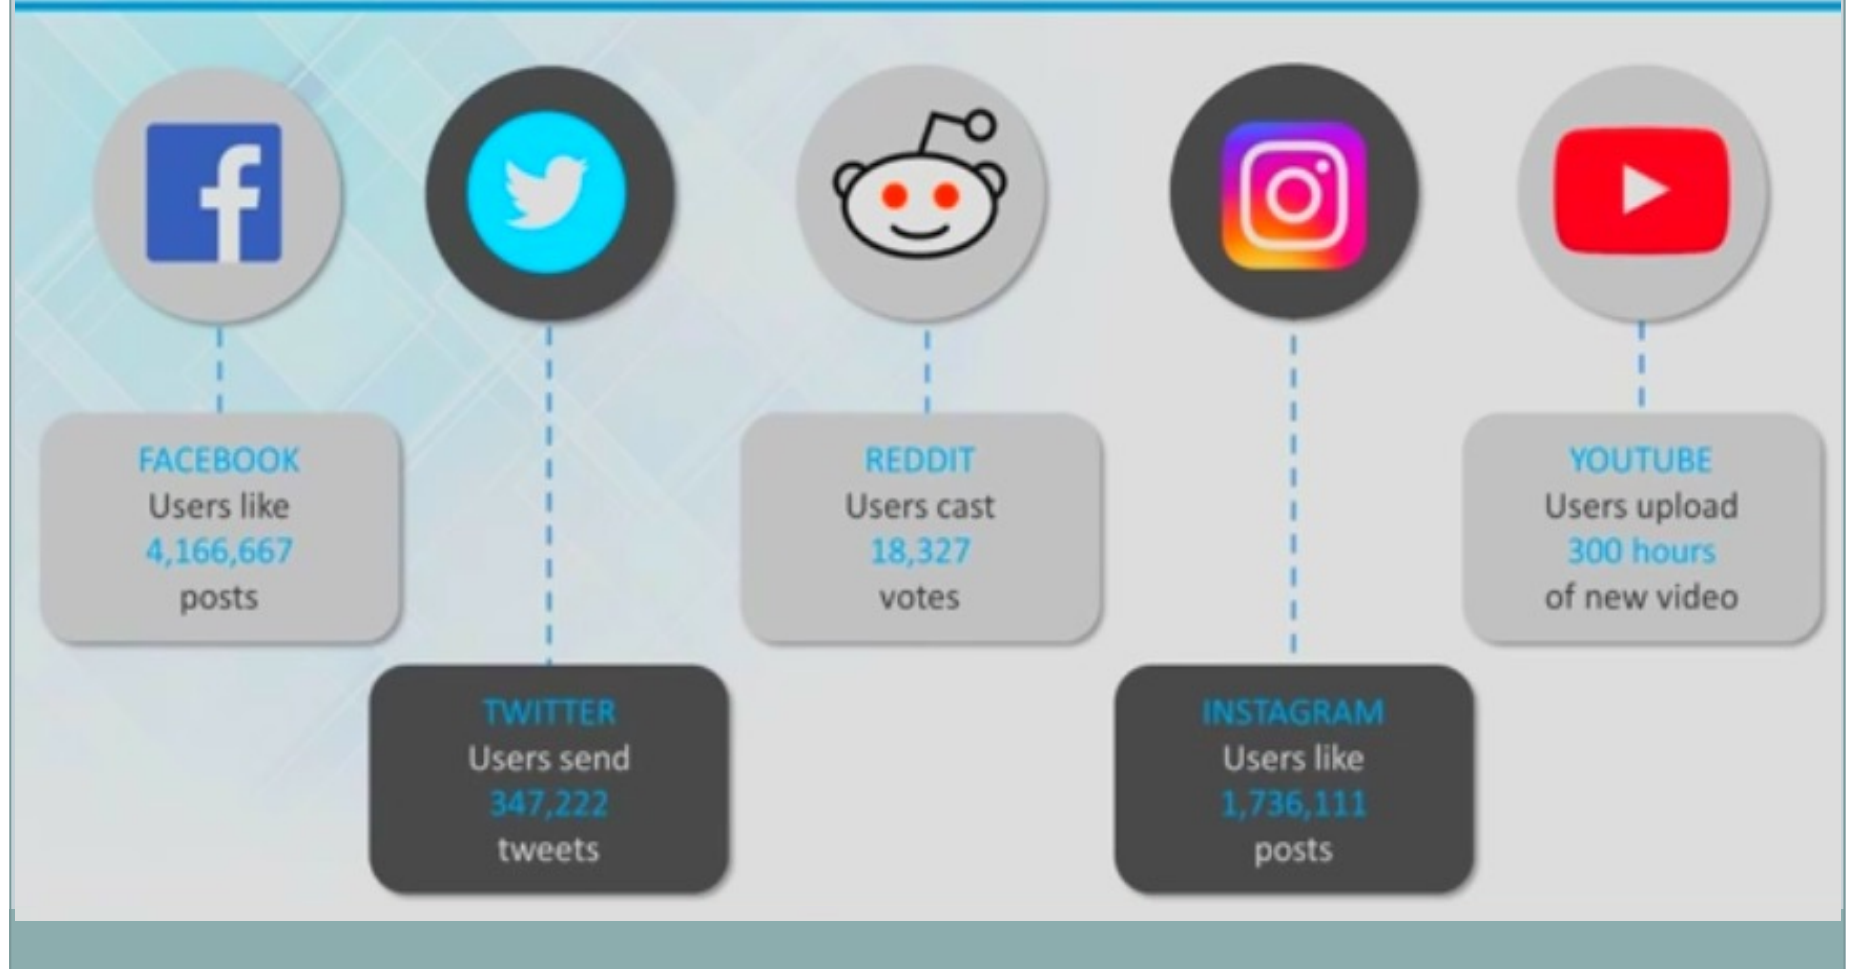 FACEBOOK
Users like
4,166,667
posts
TWITTER
Users send
347,222
tweets
REDDIT
Users cast
18,327
votes
INSTAGRAM
Users like
1,736,111
posts
YOUTUBE
Users upload
300 hours
of new video